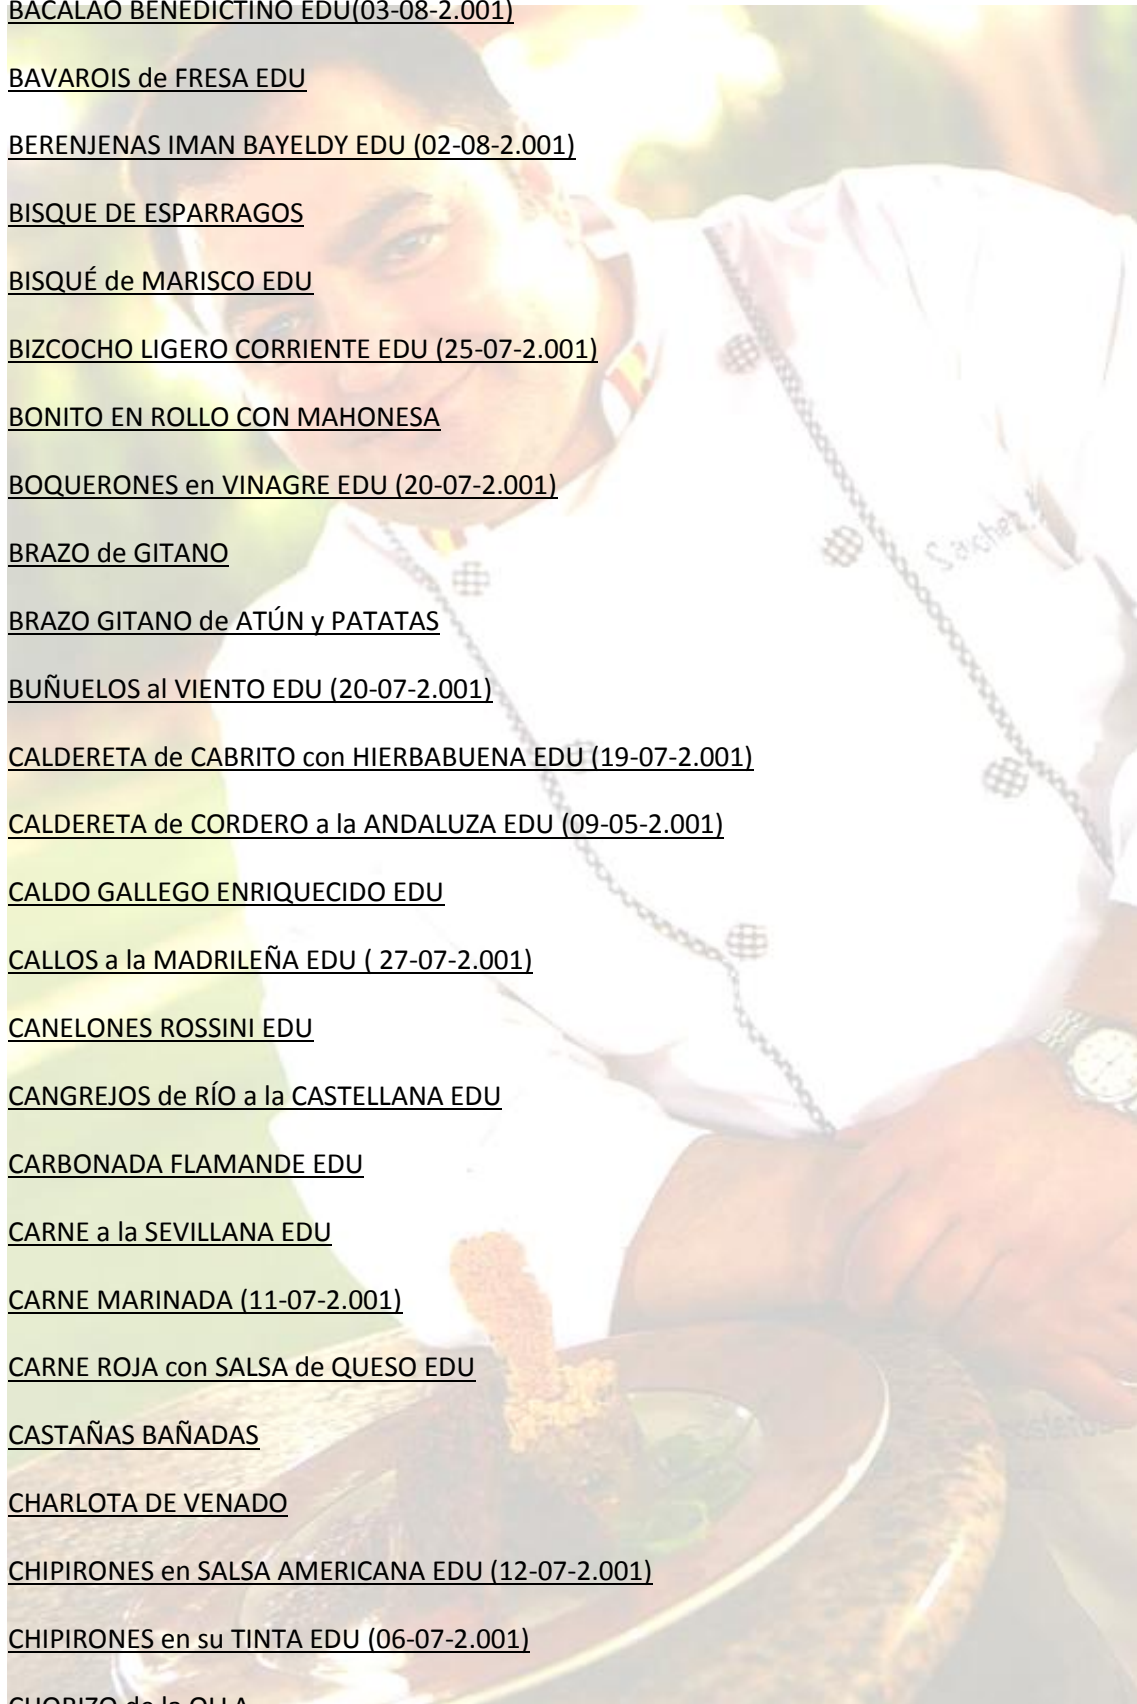 BACALAO BENEDICTINO EDU(03-08-2.001)
BAVAROIS de FRESA EDU
BERENJENAS IMAN BAYELDY EDU (02-08-2.001)
BISQUE DE ESPARRAGOS
BISQUÉ de MARISCO EDU
BIZCOCHO LIGERO CORRIENTE EDU (25-07-2.001)
BONITO EN ROLLO CON MAHONESA
BOQUERONES en VINAGRE EDU (20-07-2.001)
BRAZO de GITANO
BRAZO GITANO de ATÚN y PATATAS
BUÑUELOS al VIENTO EDU (20-07-2.001)
CALDERETA de CABRITO con HIERBABUENA EDU (19-07-2.001)
CALDERETA de CORDERO a la ANDALUZA EDU (09-05-2.001)
CALDO GALLEGO ENRIQUECIDO EDU
CALLOS a la MADRILEÑA EDU ( 27-07-2.001)
CANELONES ROSSINI EDU
CANGREJOS de RÍO a la CASTELLANA EDU
CARBONADA FLAMANDE EDU
CARNE a la SEVILLANA EDU
CARNE MARINADA (11-07-2.001)
CARNE ROJA con SALSA de QUESO EDU
CASTAÑAS BAÑADAS
CHARLOTA DE VENADO
CHIPIRONES en SALSA AMERICANA EDU (12-07-2.001)
CHIPIRONES en su TINTA EDU (06-07-2.001)
CHORIZO de la OLLA
Sanchez